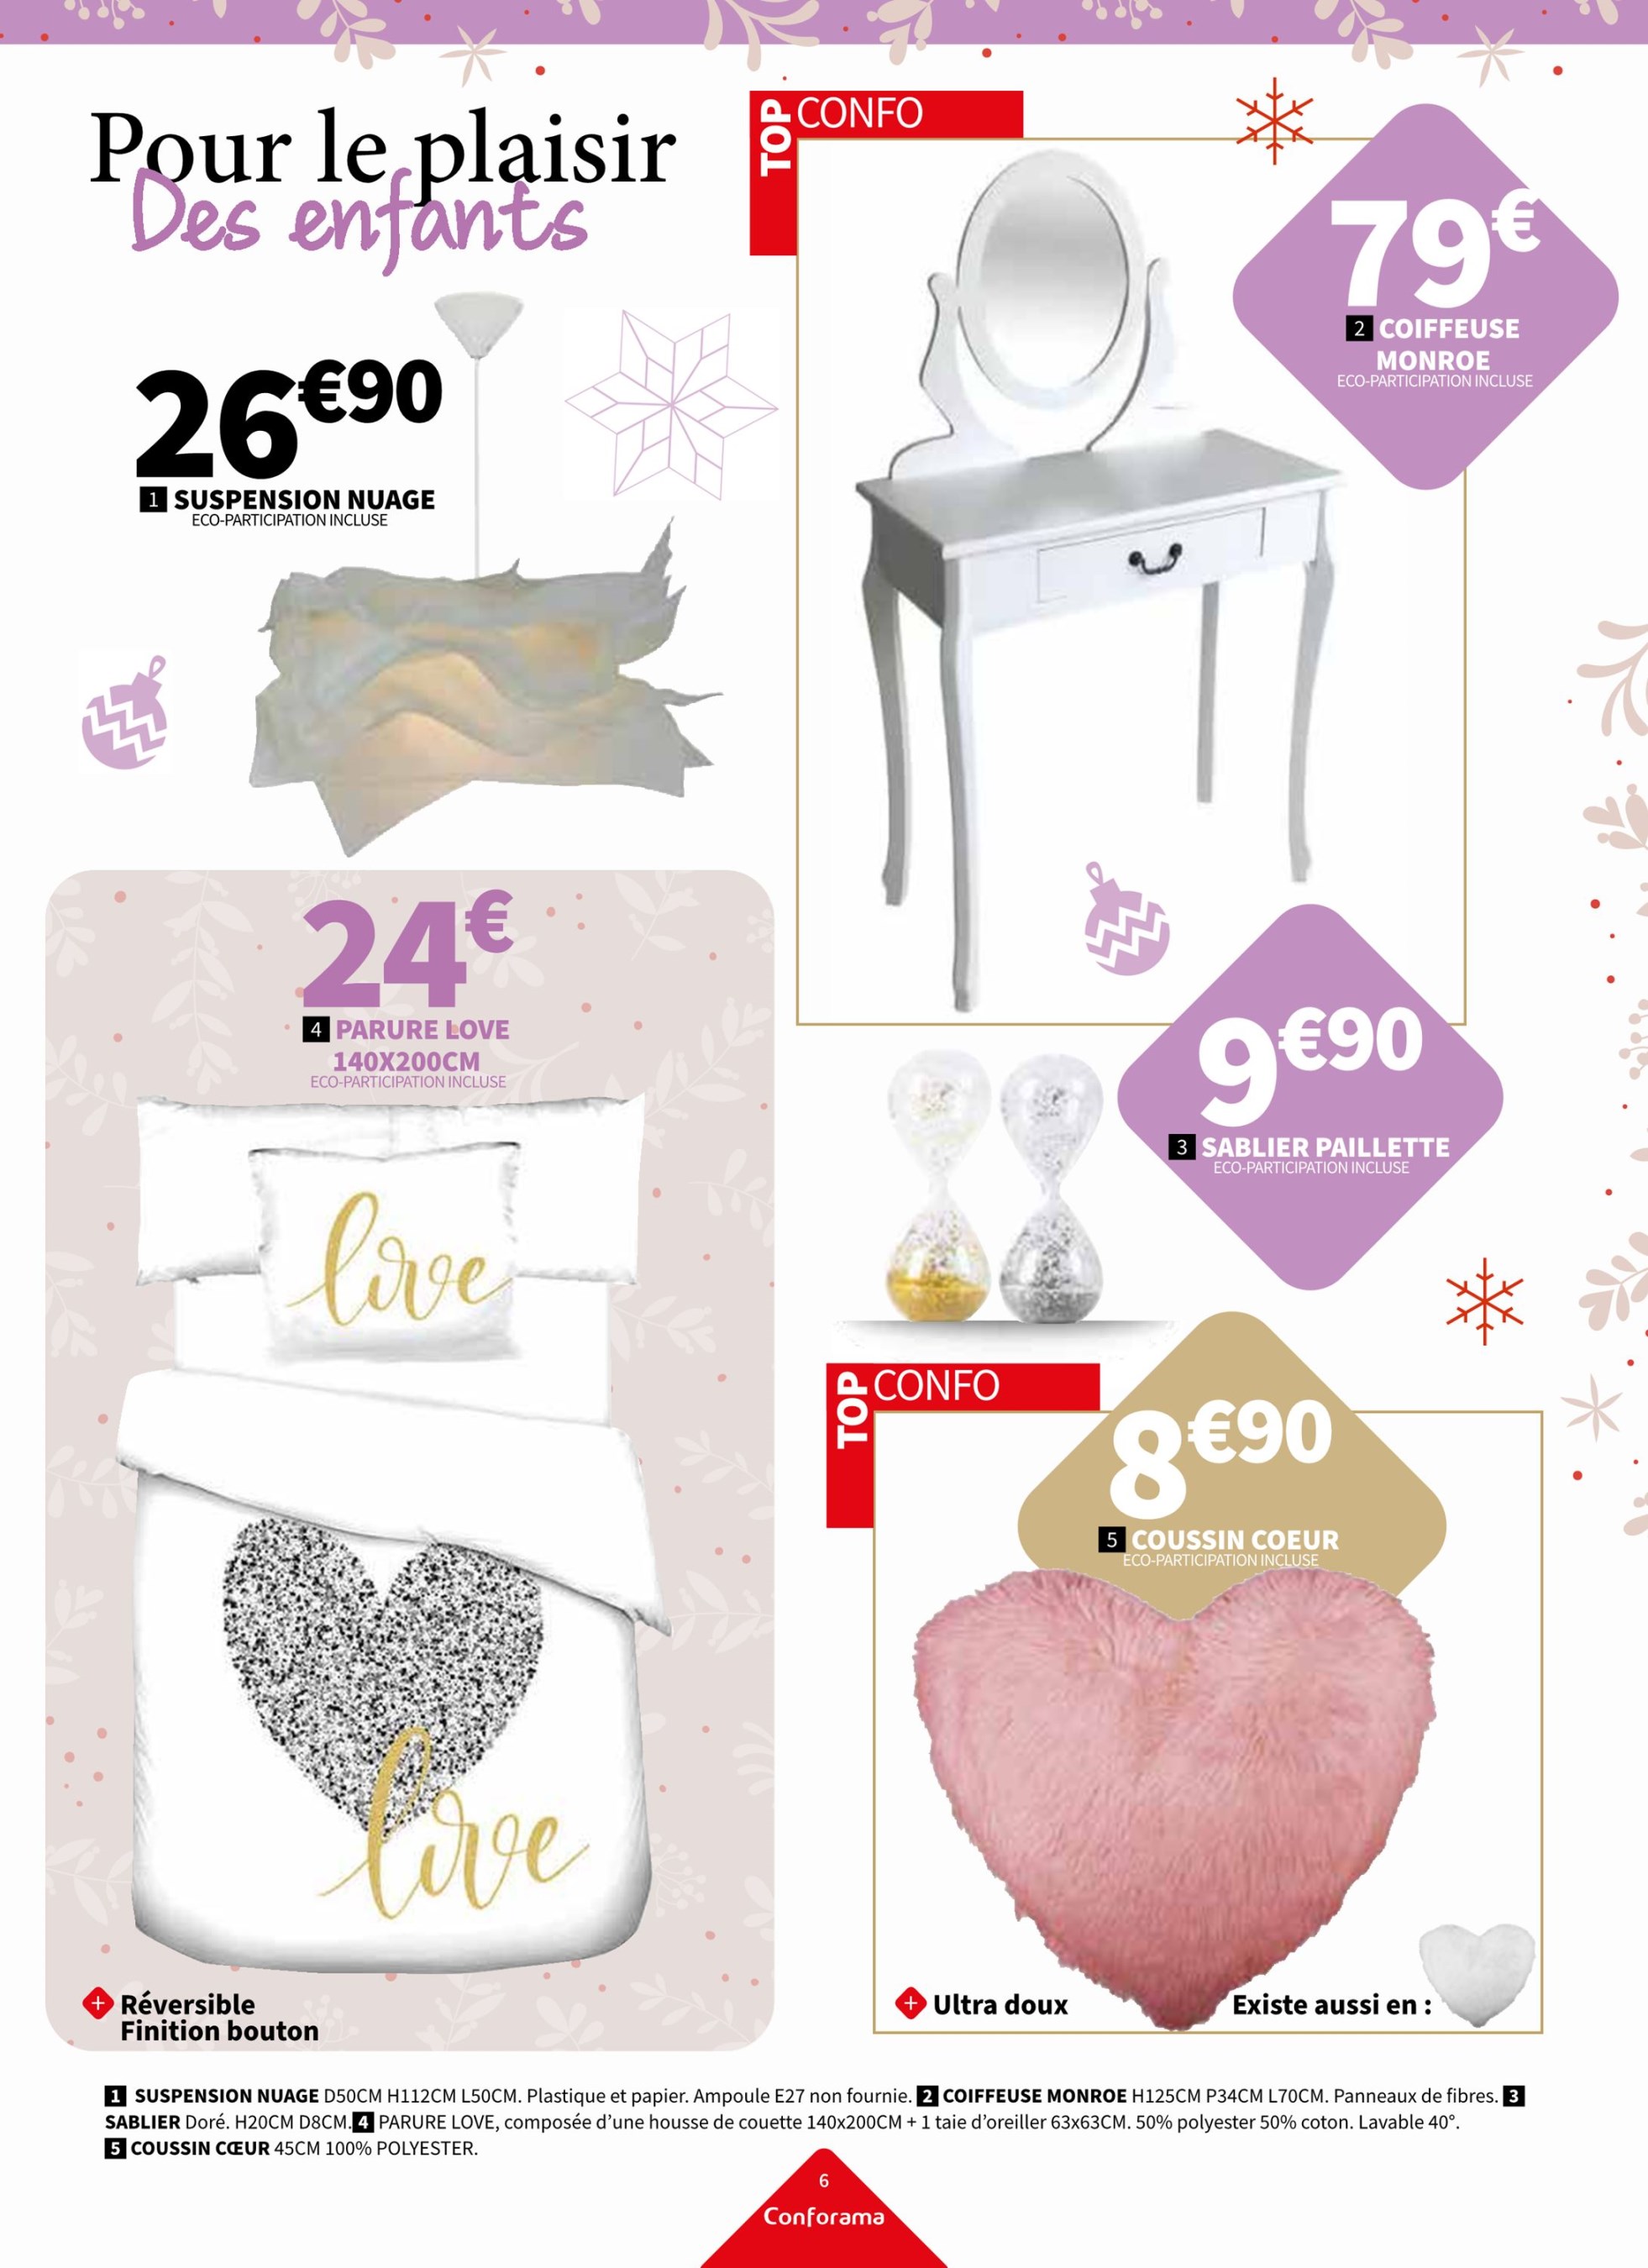 Pour le plaisir
Des enfants
26€90
1 SUSPENSION NUAGE
ECO-PARTICIPATION INCLUSE
TOP CONFO
79€
2 COIFFEUSE
MONROE
ECO-PARTICIPATION INCLUSE
24€
4 PARURE LOVE
140X200CM
ECO-PARTICIPATION INCLUSE
love
love
+ Réversible
Finition bouton
9€90
3 SABLIER PAILLETTE
ECO-PARTICIPATION INCLUSE
TOP CONFO
8€90
5 COUSSIN COEUR
ECO-PARTICIPATION INCLUSE
+ Ultra doux
Existe aussi en :
1 SUSPENSION NUAGE D50CM H112CM L50CM. Plastique et papier. Ampoule E27 non fournie. 2 COIFFEUSE MONROE H125CM P34CM L70CM. Panneaux de fibres. 3
SABLIER Doré. H20CM D8CM. 4 PARURE LOVE, composée d'une housse de couette 140x200CM + 1 taie d'oreiller 63x63CM. 50% polyester 50% coton. Lavable 40°.
5 COUSSIN CŒUR 45CM 100% POLYESTER.
6
Conforama